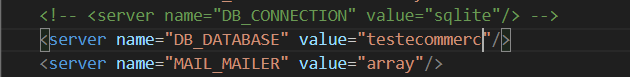 <!-- <server name="DB_CONNECTION" value="sqlite"/> -->
<server name="DB_DATABASE" value="testecommerc"/>
<server name="MAIL_MAILER" value="array"/>